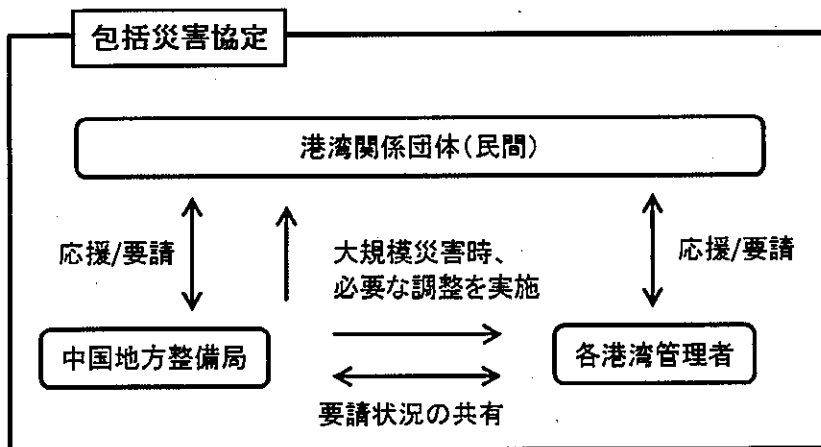 包括災害協定
港湾関係団体（民間）
応援/要請
大規模災害時、
必要な調整を実施
応援/要請
中国地方整備局
各港湾管理者
要請状況の共有